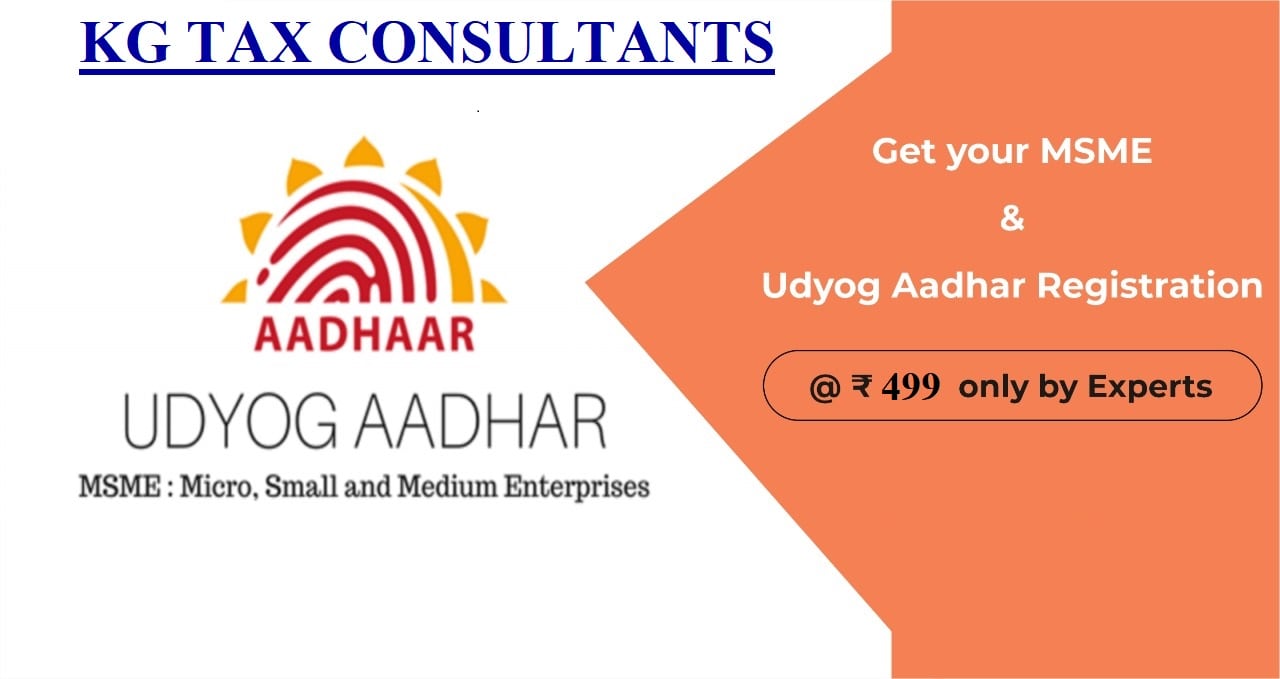 KG TAX CONSULTANTS
AADHAAR
UDYOG AADHAR
MSME : Micro, Small and Medium Enterprises
Get your MSME
&
Udyog Aadhar Registration
@ ₹ 499 only by Experts